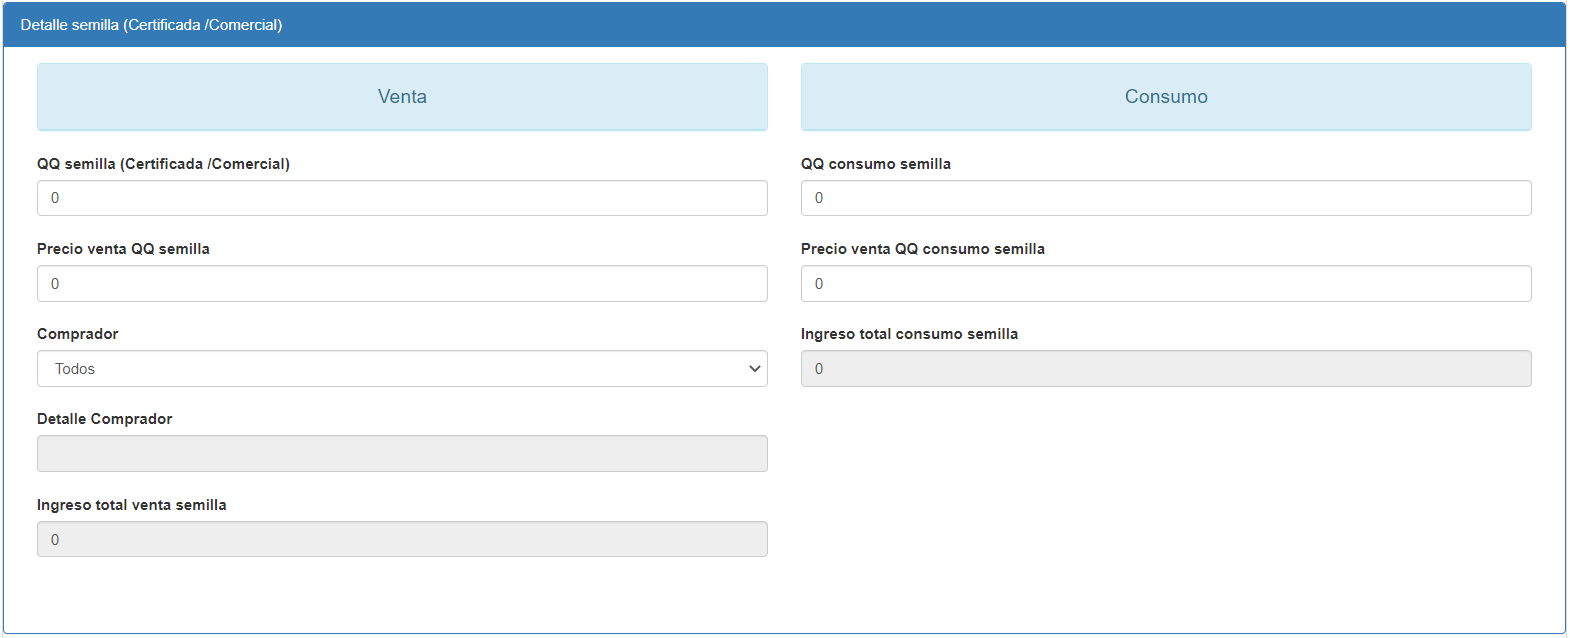 Detalle semilla (Certificada /Comercial)
Venta
QQ semilla (Certificada /Comercial)
0
Precio venta QQ semilla
0
Comprador
Todos
Detalle Comprador
Ingreso total venta semilla
0
Consumo
QQ consumo semilla
0
Precio venta QQ consumo semilla
0
Ingreso total consumo semilla
0